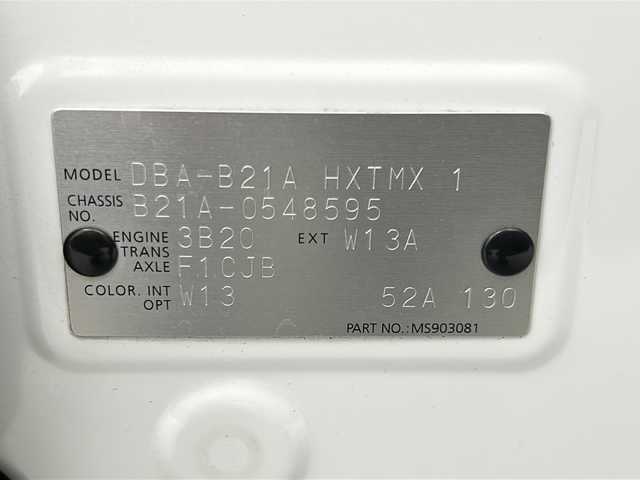 MODEL DBA-B21A HXTMX 1
CHASSIS NO. B21A-0548595
ENGINE 3B20 EXT W13A
TRANS AXLE F1CJB
COLOR. INT W13 52A 130
OPT
PART NO.:MS903081